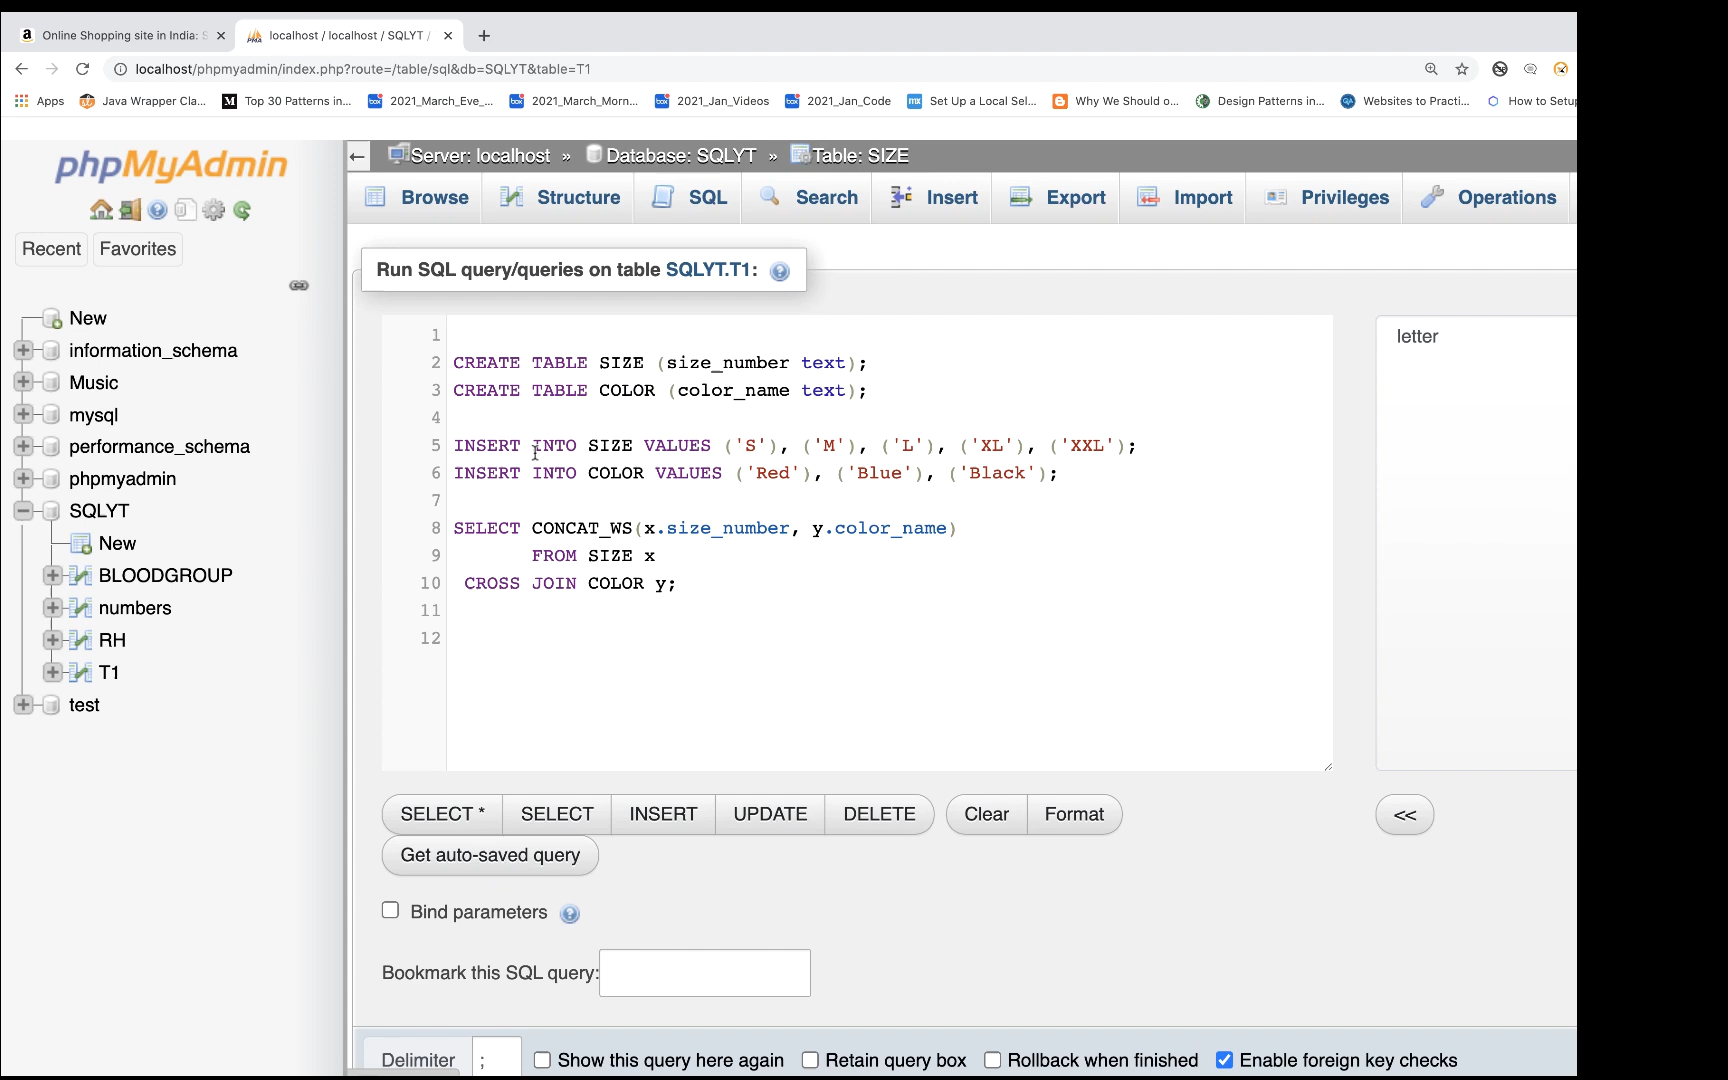 Online Shopping site in India: S
localhost / localhost / SQLYT /
localhost/phpmyadmin/index.php?route=/table/sql&db=SQLYT&table=T1
Apps
Java Wrapper Cla...
Top 30 Patterns in...
2021_March_Eve_...
2021_March_Morn...
2021_Jan_Videos
2021_Jan_Code
Set Up a Local Sel...
Why We Should o...
Design Patterns in...
Websites to Practi...
How to Setup
phpMyAdmin
Recent
Favorites
New
information_schema
Music
mysql
performance_schema
phpmyadmin
SQLYT
New
BLOODGROUP
numbers
RH
T1
test
Server: localhost » Database: SQLYT » Table: SIZE
Browse
Structure
SQL
Search
Insert
Export
Import
Privileges
Operations
Run SQL query/queries on table SQLYT.T1:
1
2 CREATE TABLE SIZE (size_number text);
3 CREATE TABLE COLOR (color_name text);
4
5 INSERT INTO SIZE VALUES ('S'), ('M'), ('L'), ('XL'), ('XXL');
6 INSERT INTO COLOR VALUES ('Red'), ('Blue'), ('Black');
7
8 SELECT CONCAT_WS(x.size_number, y.color_name)
9 FROM SIZE x
10 CROSS JOIN COLOR y;
11
12
letter
SELECT *
SELECT
INSERT
UPDATE
DELETE
Clear
Format
<<
Get auto-saved query
Bind parameters
Bookmark this SQL query:
Delimiter ;
Show this query here again
Retain query box
Rollback when finished
Enable foreign key checks